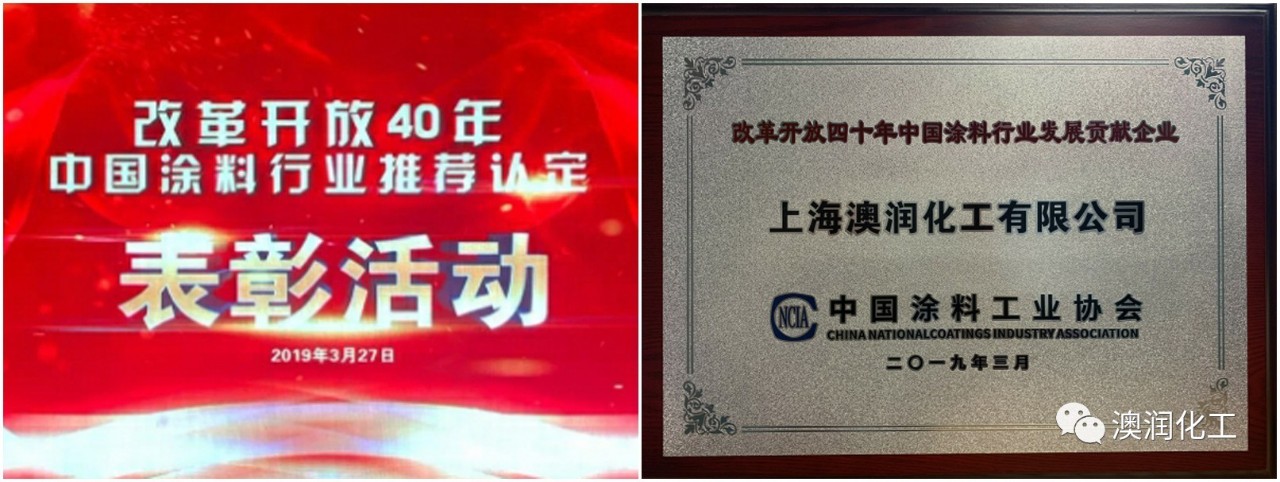 改革开放40年
中国涂料行业推荐认定
表彰活动
2019年3月27日
改革开放四十年中国涂料行业发展贡献企业
上海澳润化工有限公司
NCIA
中国涂料工业协会
CHINA NATIONAL COATINGS INDUSTRY ASSOCIATION
二〇一九年三月
澳润化工